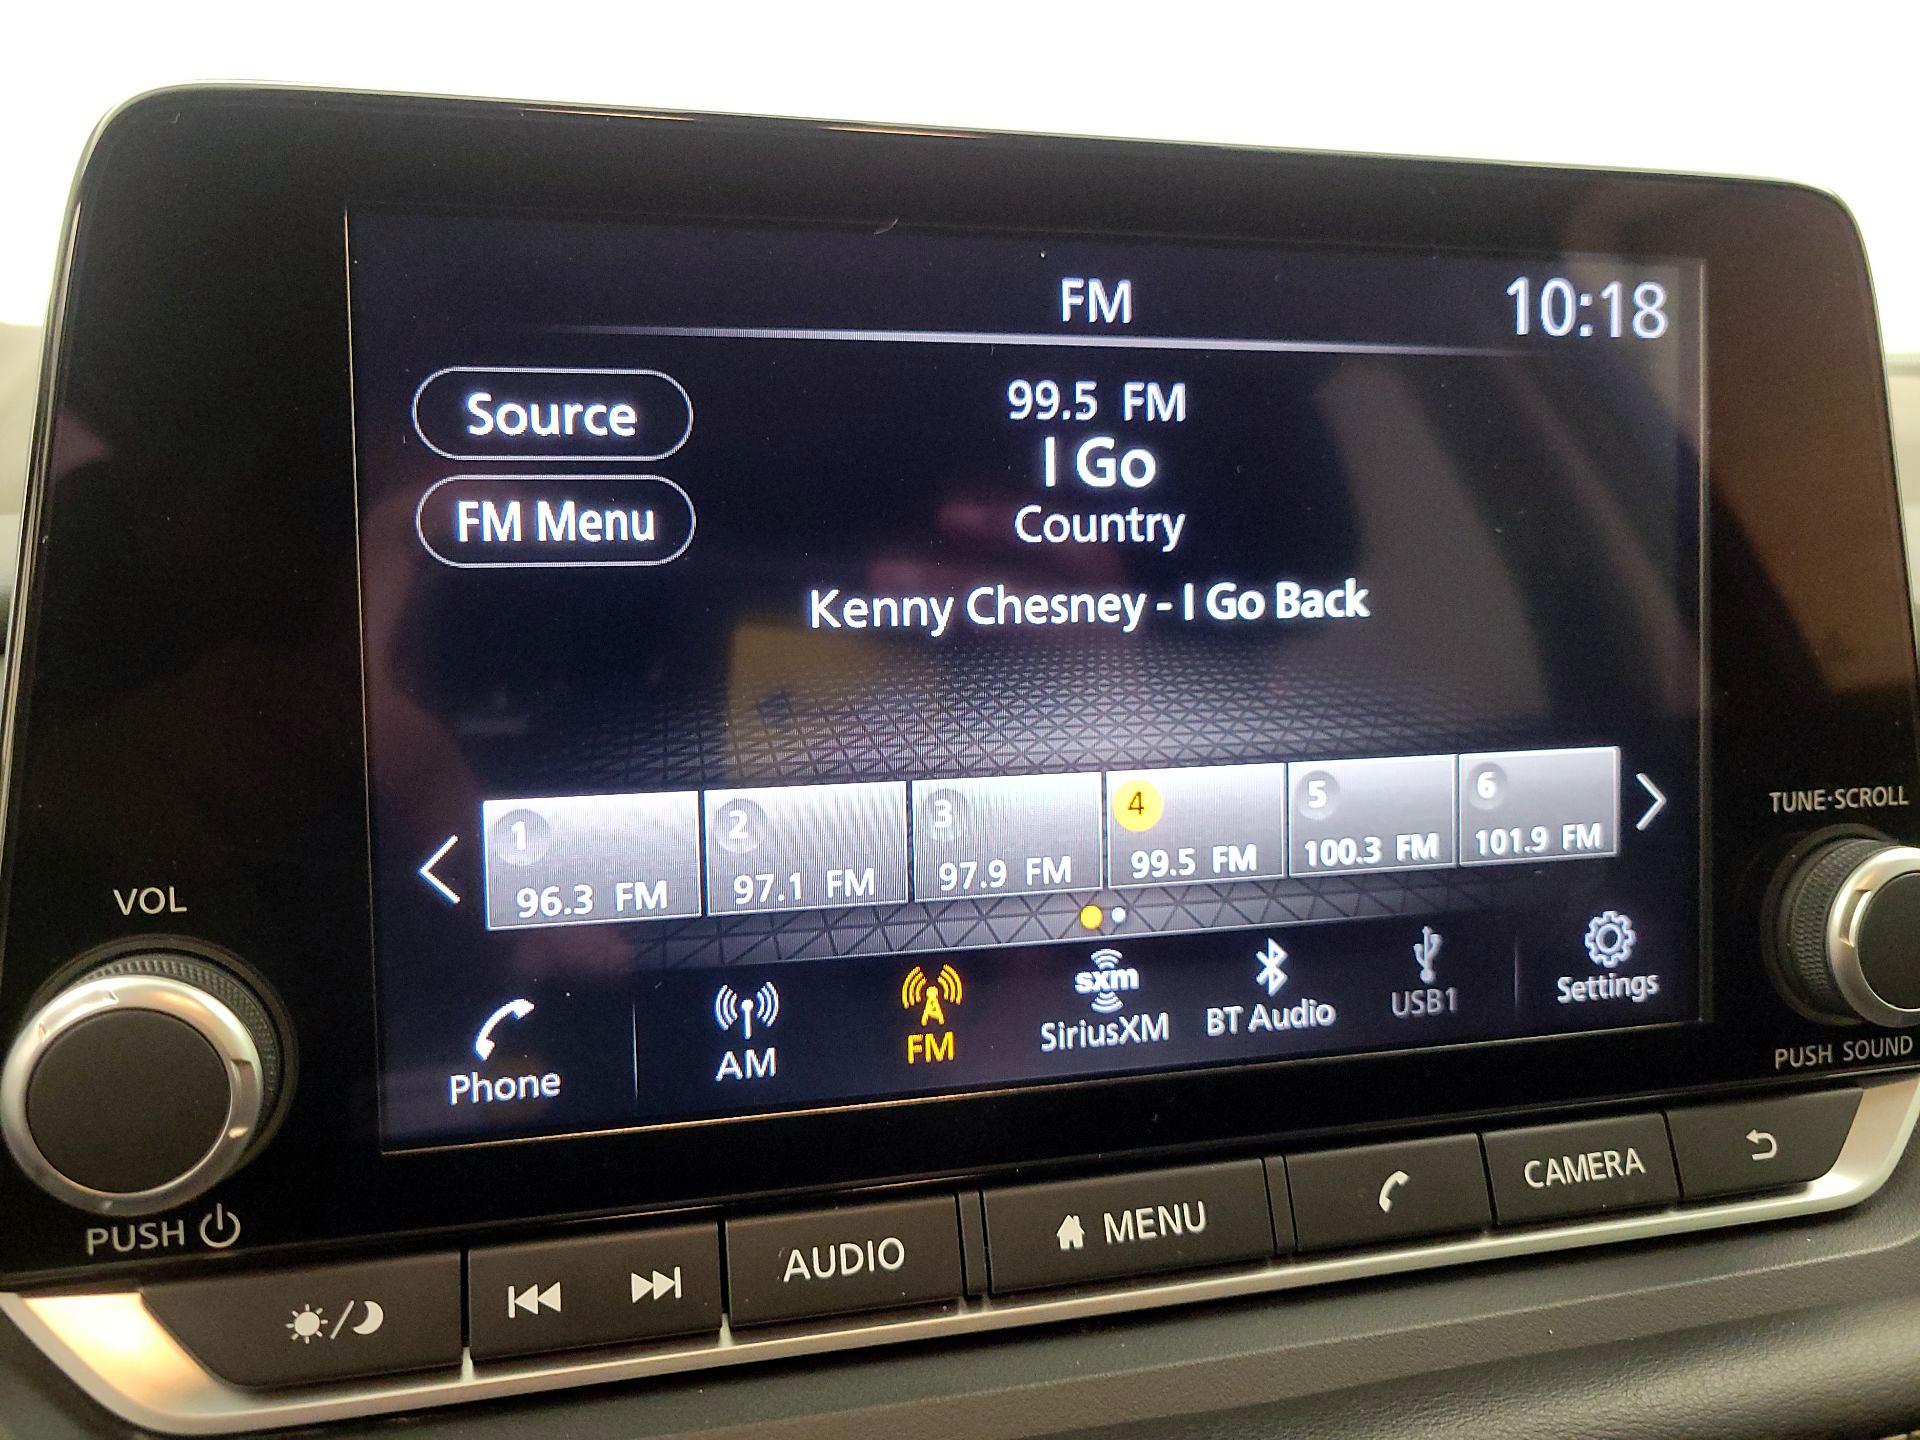 FM
10:18
Source
99.5 FM
I Go
FM Menu
Country
Kenny Chesney - I Go Back
1 2 3 4 5 6
96.3 FM 97.1 FM 97.9 FM 99.5 FM 100.3 FM 101.9 FM
TUNE·SCROLL
VOL
sxm
Phone AM FM SiriusXM BT Audio USB1 Settings
PUSH SOUND
PUSH
AUDIO
MENU
CAMERA